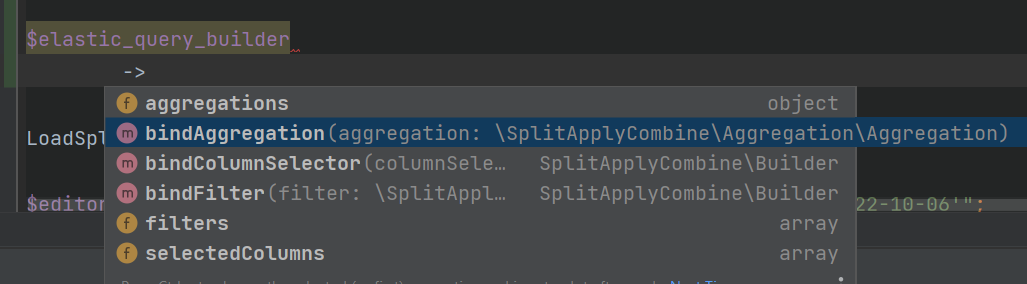 $elastic_query_builder
->
f aggregations object
LoadSpl
m bindAggregation(aggregation: \SplitApplyCombine\Aggregation\Aggregation)
m bindColumnSelector(columnSele… SplitApplyCombine\Builder
m bindFilter(filter: \SplitAppl… SplitApplyCombine\Builder
$editor 22-10-06'";
f filters array
f selectedColumns array